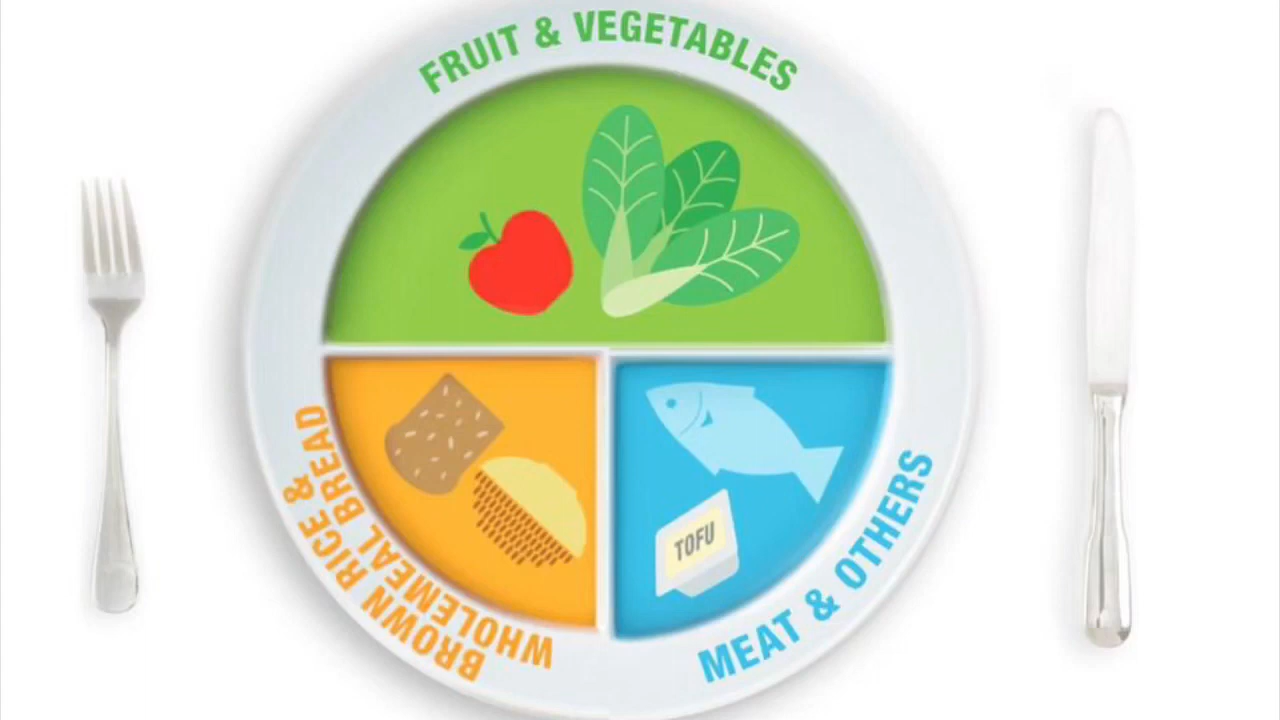 FRUIT & VEGETABLES
BROWN RICE &
WHOLEMEAL BREAD
TOFU
MEAT & OTHERS